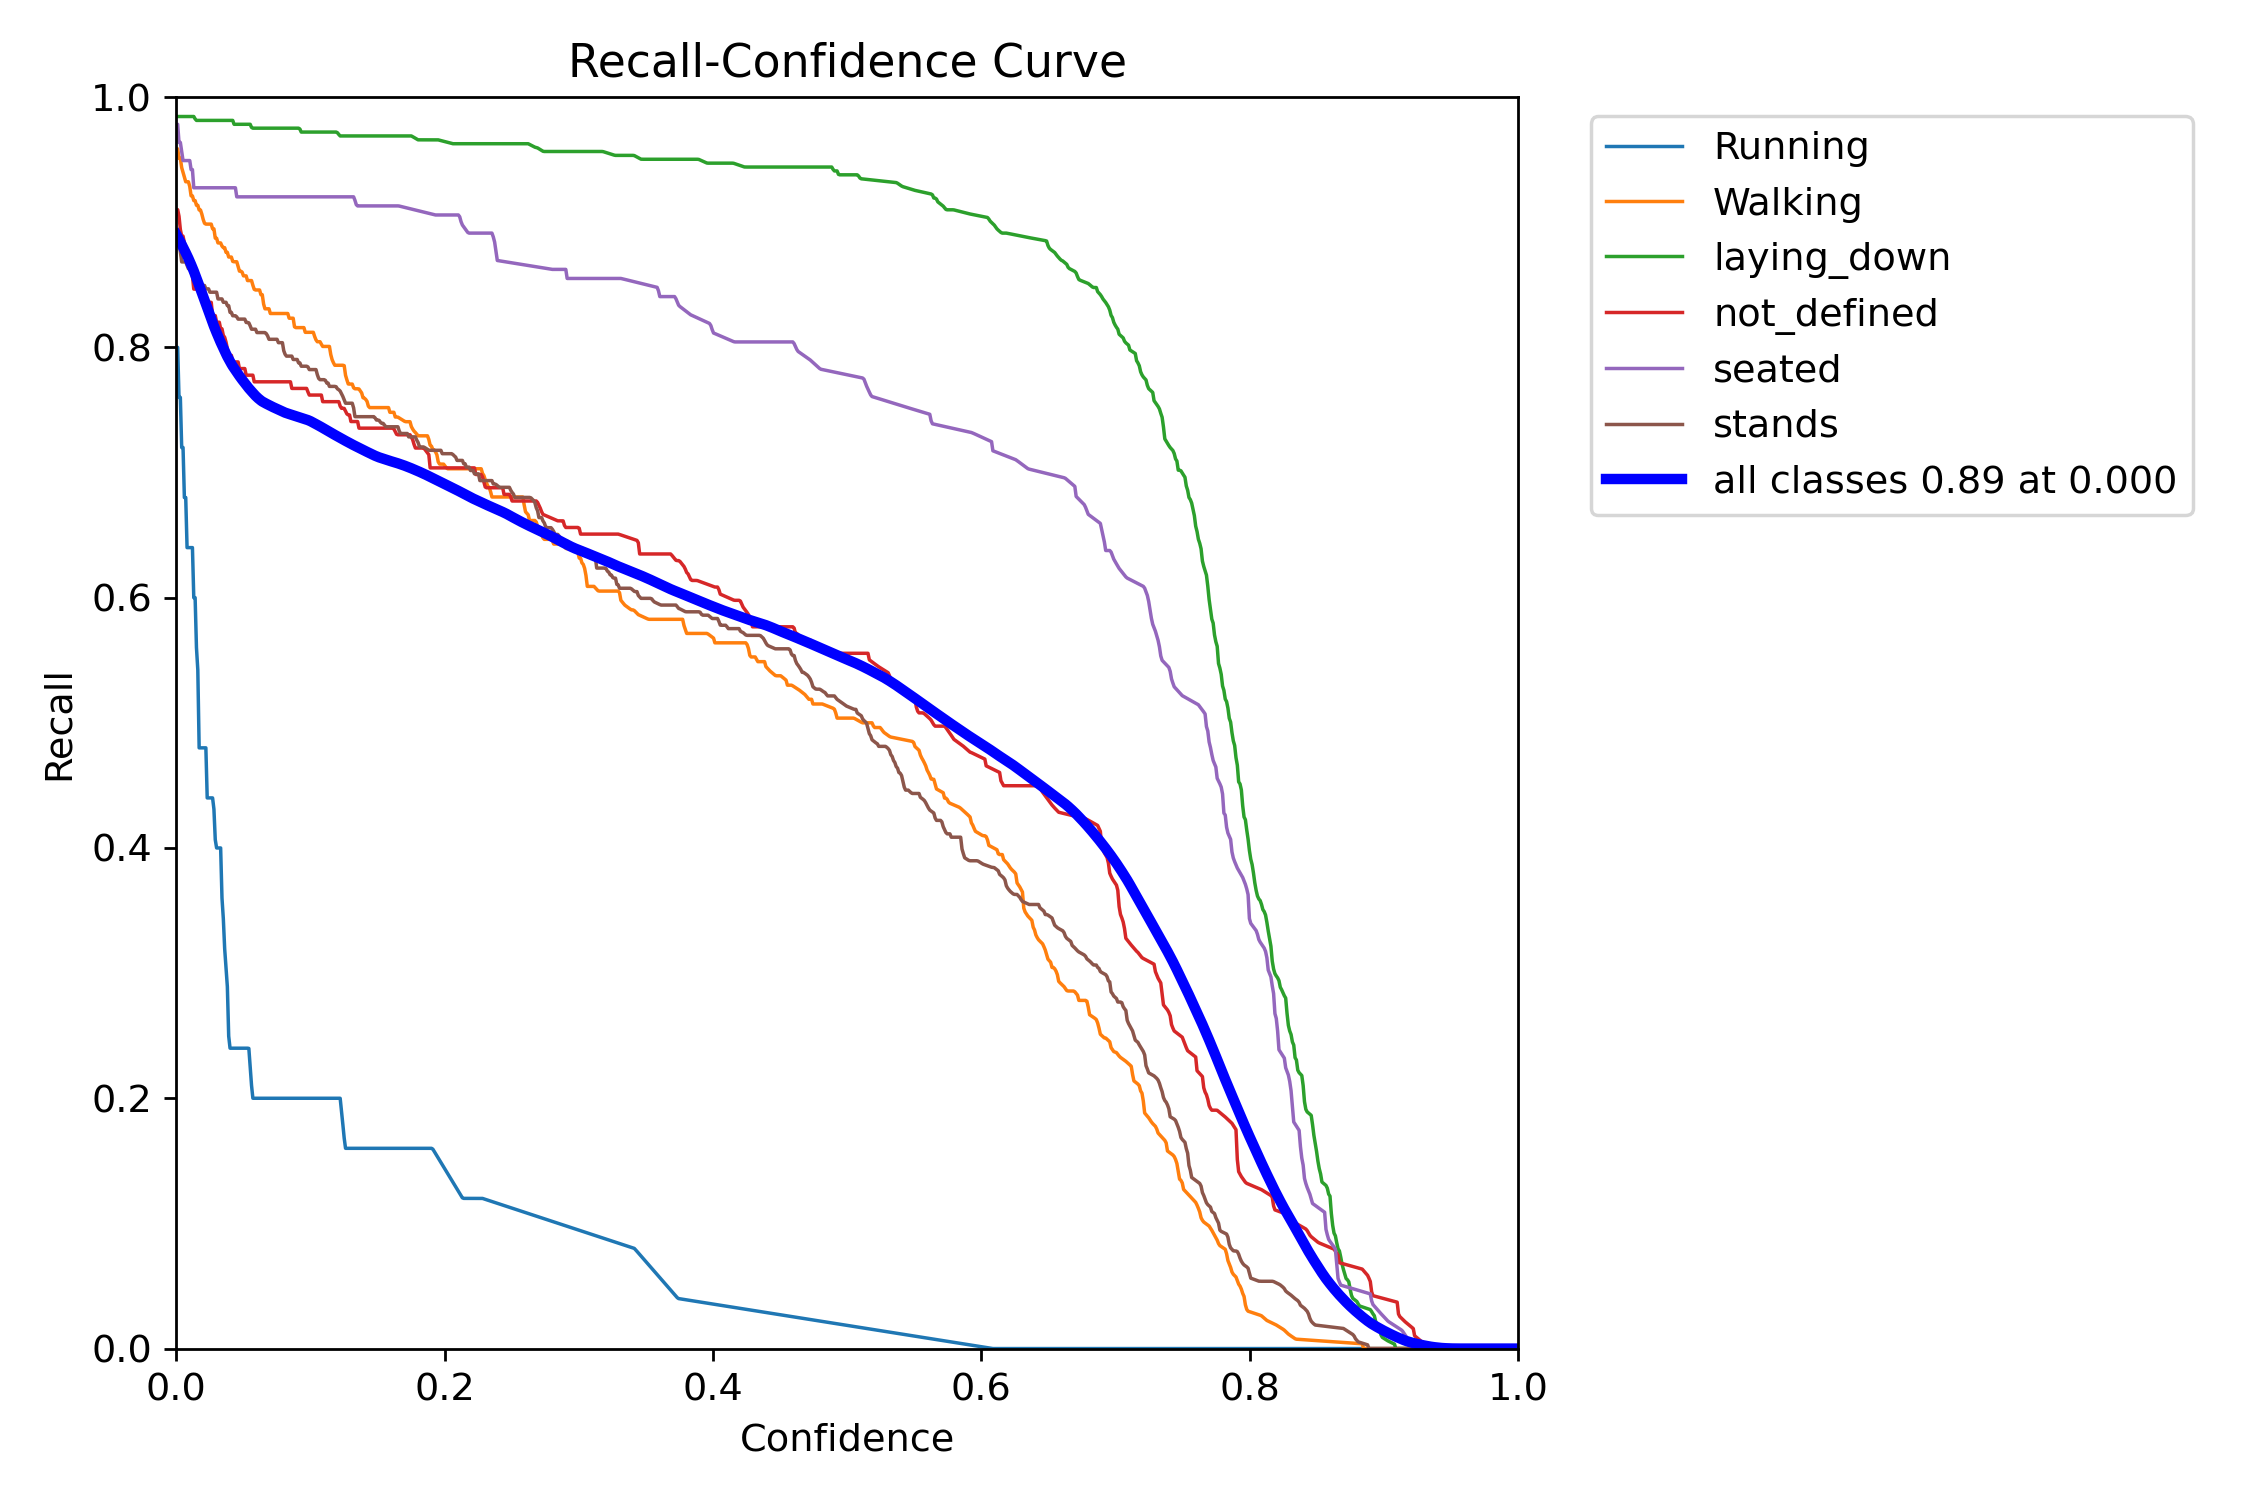 Recall-Confidence Curve
1.0
0.8
0.6
0.4
0.2
0.0
Recall
0.0 0.2 0.4 0.6 0.8 1.0
Confidence
Running
Walking
laying_down
not_defined
seated
stands
all classes 0.89 at 0.000